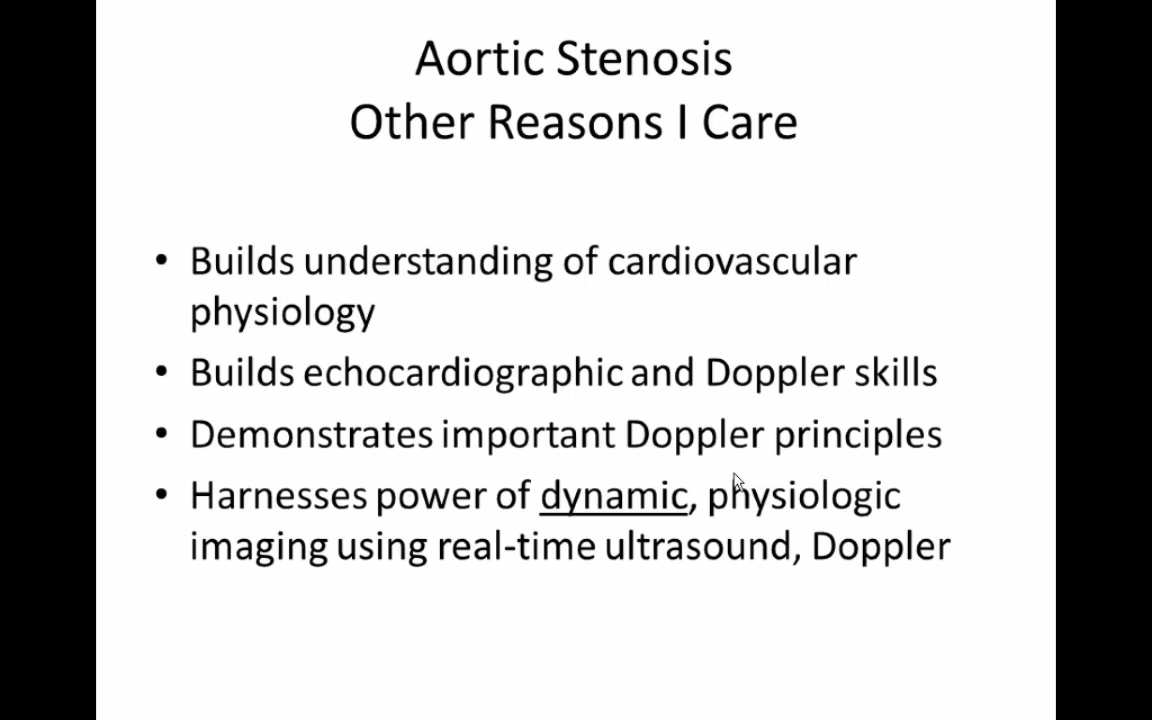 Aortic Stenosis
Other Reasons I Care
• Builds understanding of cardiovascular
physiology
• Builds echocardiographic and Doppler skills
• Demonstrates important Doppler principles
• Harnesses power of dynamic, physiologic
imaging using real-time ultrasound, Doppler